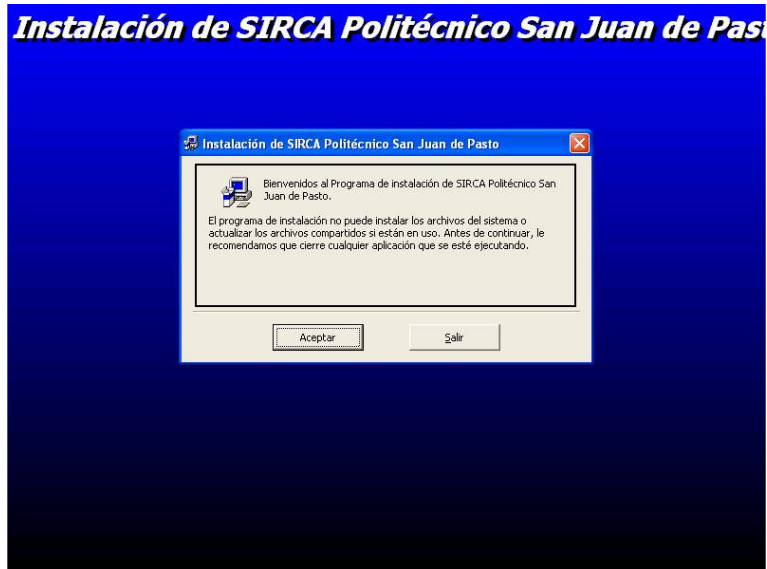 Instalación de SIRCA Politécnico San Juan de Past
Instalación de SIRCA Politécnico San Juan de Pasto
Bienvenidos al Programa de instalación de SIRCA Politécnico San
Juan de Pasto.
El programa de instalación no puede instalar los archivos del sistema o
actualizar los archivos compartidos si están en uso. Antes de continuar, le
recomendamos que cierre cualquier aplicación que se esté ejecutando.
Aceptar
Salir